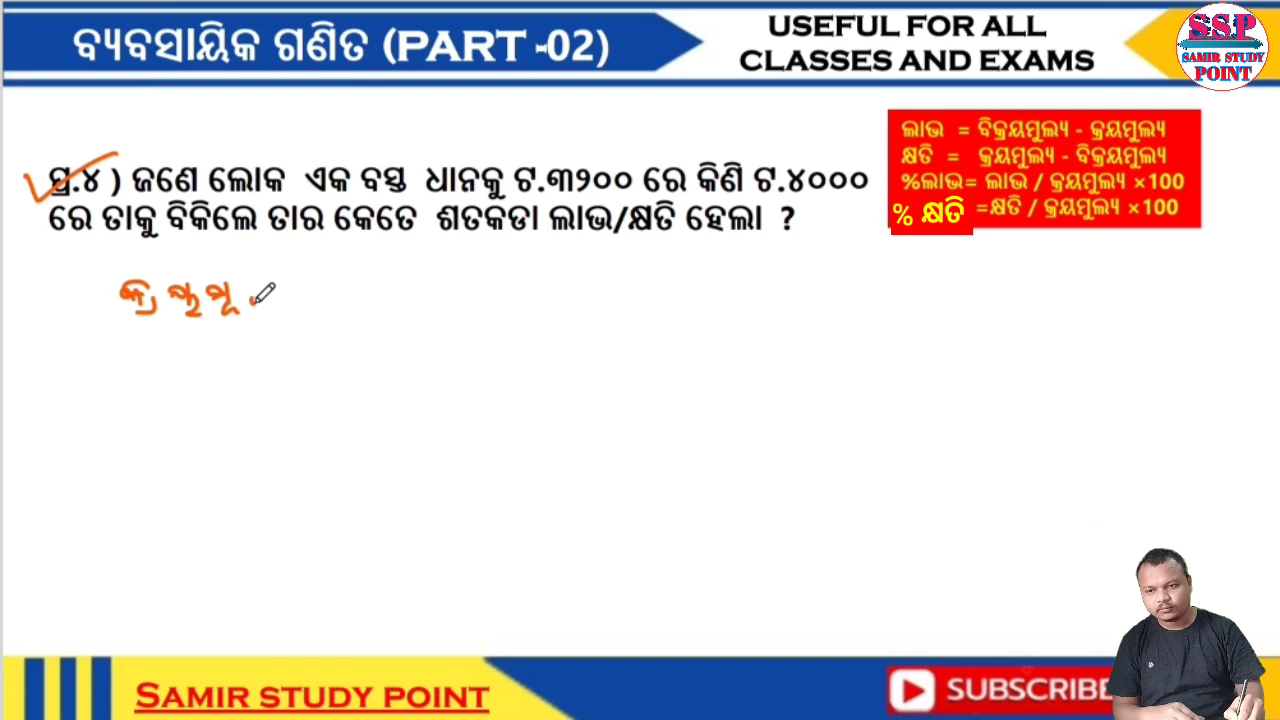 ବ୍ୟବସାୟିକ ଗଣିତ (PART -02)
USEFUL FOR ALL
CLASSES AND EXAMS
SSP
SAMIR STUDY
POINT
ଲାଭ = ବିକ୍ରୟମୂଲ୍ୟ - କ୍ରୟମୂଲ୍ୟ
କ୍ଷତି = କ୍ରୟମୂଲ୍ୟ - ବିକ୍ରୟମୂଲ୍ୟ
%ଲାଭ= ଲାଭ / କ୍ରୟମୂଲ୍ୟ ×100
% କ୍ଷତି =କ୍ଷତି / କ୍ରୟମୂଲ୍ୟ ×100
ପ୍ର.୪ ) ଜଣେ ଲୋକ ଏକ ବସ୍ତା ଧାନକୁ ଟ.୩୨୦୦ ରେ କିଣି ଟ.୪୦୦୦
ରେ ତାକୁ ବିକିଲେ ତାର କେତେ ଶତକଡା ଲାଭ/କ୍ଷତି ହେଲା ?
କ୍ରୟମୂ
SAMIR STUDY POINT
SUBSCRIBE